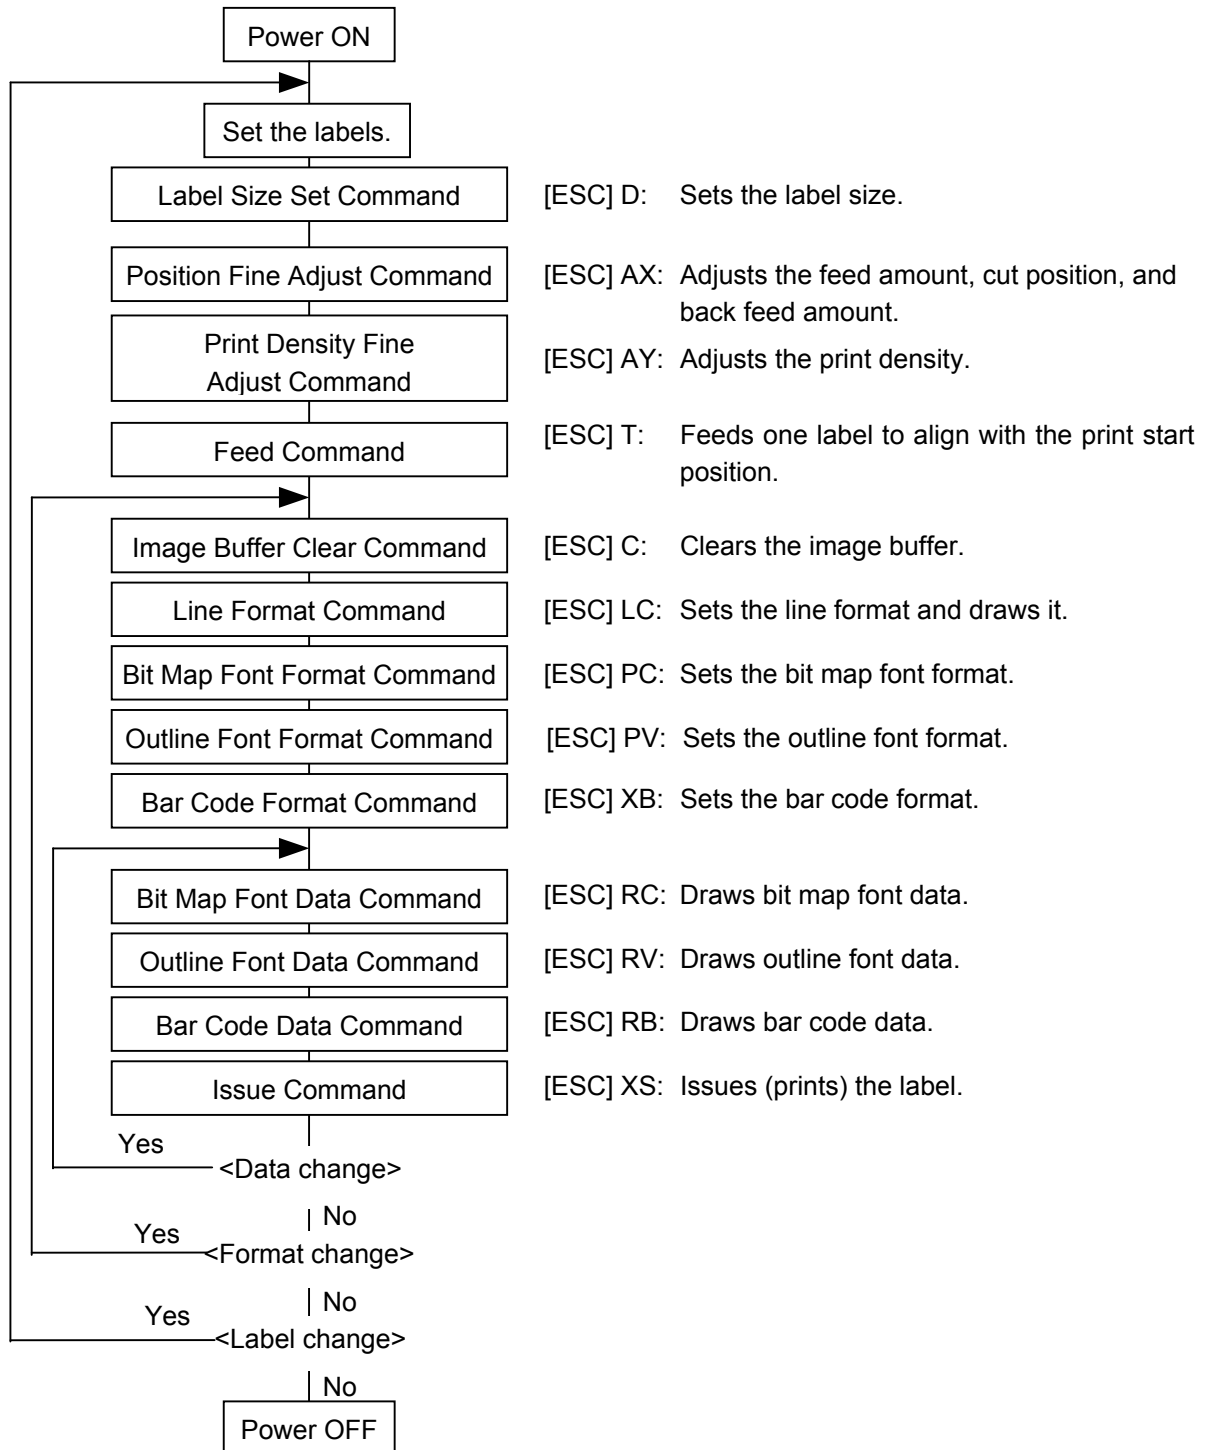 Power ON
Set the labels.
Label Size Set Command [ESC] D: Sets the label size.
Position Fine Adjust Command [ESC] AX: Adjusts the feed amount, cut position, and
back feed amount.
Print Density Fine
Adjust Command
[ESC] AY: Adjusts the print density.
Feed Command [ESC] T: Feeds one label to align with the print start
position.
Image Buffer Clear Command [ESC] C: Clears the image buffer.
Line Format Command [ESC] LC: Sets the line format and draws it.
Bit Map Font Format Command [ESC] PC: Sets the bit map font format.
Outline Font Format Command [ESC] PV: Sets the outline font format.
Bar Code Format Command [ESC] XB: Sets the bar code format.
Bit Map Font Data Command [ESC] RC: Draws bit map font data.
Outline Font Data Command [ESC] RV: Draws outline font data.
Bar Code Data Command [ESC] RB: Draws bar code data.
Issue Command [ESC] XS: Issues (prints) the label.
Yes
<Data change>
No
Yes
<Format change>
No
Yes
<Label change>
No
Power OFF